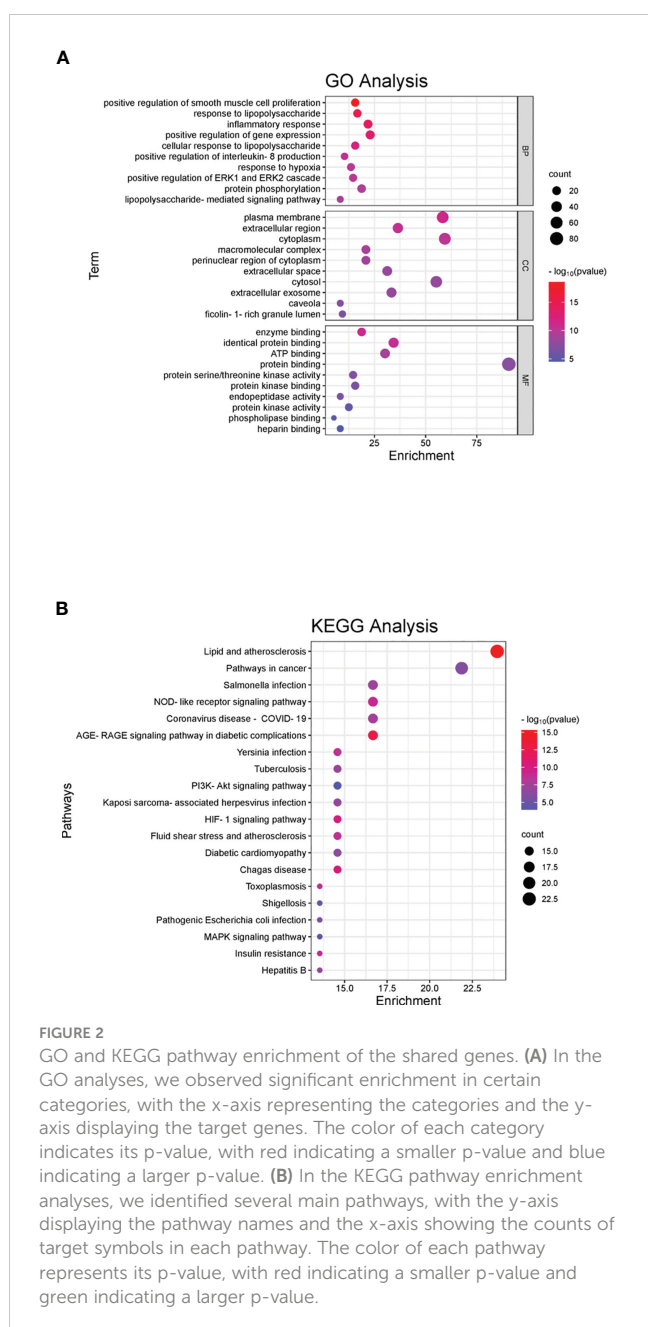 A
GO Analysis
positive regulation of smooth muscle cell proliferation
response to lipopolysaccharide
inflammatory response
positive regulation of gene expression
cellular response to lipopolysaccharide
positive regulation of interleukin- 8 production
response to hypoxia
positive regulation of ERK1 and ERK2 cascade
protein phosphorylation
lipopolysaccharide- mediated signaling pathway
BP
plasma membrane
extracellular region
cytoplasm
macromolecular complex
perinuclear region of cytoplasm
extracellular space
cytosol
extracellular exosome
caveola
ficolin- 1- rich granule lumen
CC
enzyme binding
identical protein binding
ATP binding
protein binding
protein serine/threonine kinase activity
protein kinase binding
endopeptidase activity
protein kinase activity
phospholipase binding
heparin binding
MF
Term
25 50 75
Enrichment
count
20
40
60
80
- log10(pvalue)
15
10
5
B
KEGG Analysis
Lipid and atherosclerosis
Pathways in cancer
Salmonella infection
NOD- like receptor signaling pathway
Coronavirus disease - COVID- 19
AGE- RAGE signaling pathway in diabetic complications
Yersinia infection
Tuberculosis
PI3K- Akt signaling pathway
Kaposi sarcoma- associated herpesvirus infection
HIF- 1 signaling pathway
Fluid shear stress and atherosclerosis
Diabetic cardiomyopathy
Chagas disease
Toxoplasmosis
Shigellosis
Pathogenic Escherichia coli infection
MAPK signaling pathway
Insulin resistance
Hepatitis B
Pathways
15.0 17.5 20.0 22.5
Enrichment
- log10(pvalue)
15.0
12.5
10.0
7.5
5.0
count
15.0
17.5
20.0
22.5
FIGURE 2
GO and KEGG pathway enrichment of the shared genes. (A) In the
GO analyses, we observed significant enrichment in certain
categories, with the x-axis representing the categories and the y-
axis displaying the target genes. The color of each category
indicates its p-value, with red indicating a smaller p-value and blue
indicating a larger p-value. (B) In the KEGG pathway enrichment
analyses, we identified several main pathways, with the y-axis
displaying the pathway names and the x-axis showing the counts of
target symbols in each pathway. The color of each pathway
represents its p-value, with red indicating a smaller p-value and
green indicating a larger p-value.